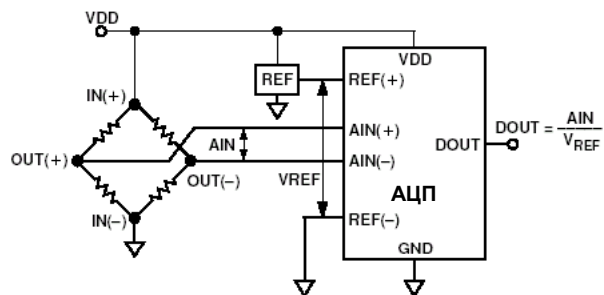 VDD
VDD
REF
REF(+)
IN(+)
AIN(+)
AIN
DOUT
DOUT = AIN
VREF
OUT(+)
OUT(−)
AIN(−)
VREF
АЦП
IN(−)
REF(−)
GND